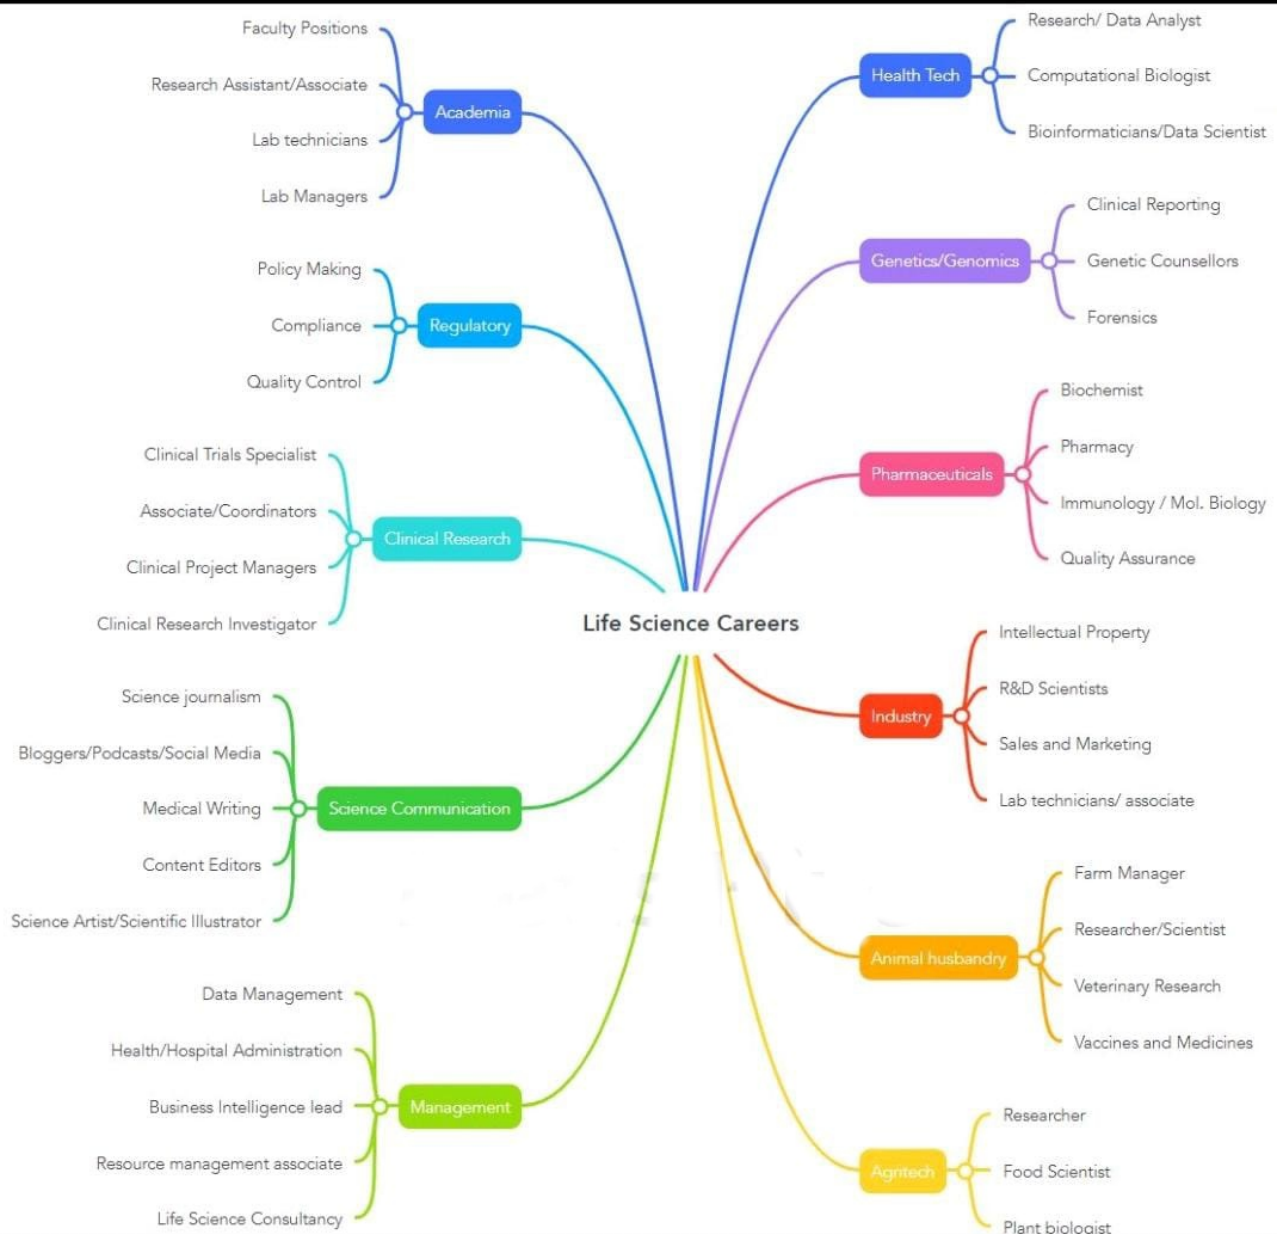 Life Science Careers
Academia
Faculty Positions
Research Assistant/Associate
Lab technicians
Lab Managers
Regulatory
Policy Making
Compliance
Quality Control
Clinical Research
Clinical Trials Specialist
Associate/Coordinators
Clinical Project Managers
Clinical Research Investigator
Science Communication
Science journalism
Bloggers/Podcasts/Social Media
Medical Writing
Content Editors
Science Artist/Scientific Illustrator
Management
Data Management
Health/Hospital Administration
Business Intelligence lead
Resource management associate
Life Science Consultancy
Health Tech
Research/ Data Analyst
Computational Biologist
Bioinformaticians/Data Scientist
Genetics/Genomics
Clinical Reporting
Genetic Counsellors
Forensics
Pharmaceuticals
Biochemist
Pharmacy
Immunology / Mol. Biology
Quality Assurance
Industry
Intellectual Property
R&D Scientists
Sales and Marketing
Lab technicians/ associate
Animal husbandry
Farm Manager
Researcher/Scientist
Veterinary Research
Vaccines and Medicines
Agritech
Researcher
Food Scientist
Plant biologist